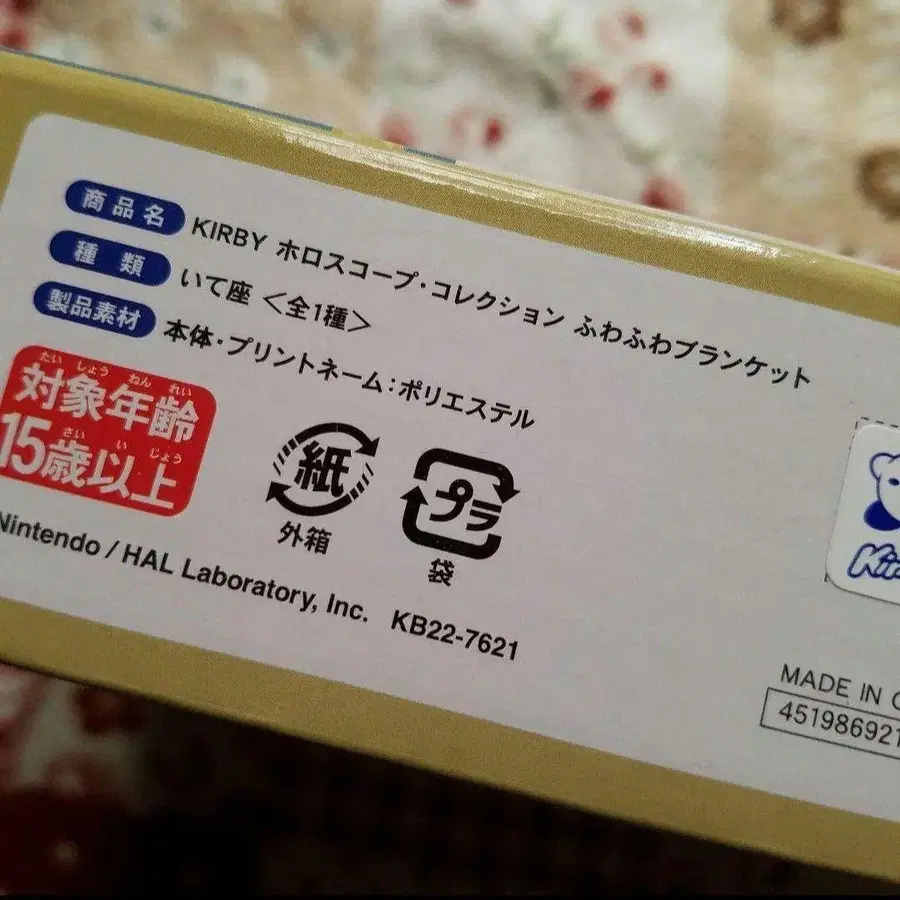 商品名 KIRBY ホロスコープ・コレクション ふわふわブランケット
種類 いて座 <全1種>
製品素材 本体・プリントネーム：ポリエステル
たい しょう ねん れい
対象年齢
さい い じょう
15歳以上
紙
外箱
プラ
袋
Nintendo / HAL Laboratory, Inc. KB22-7621
MADE IN